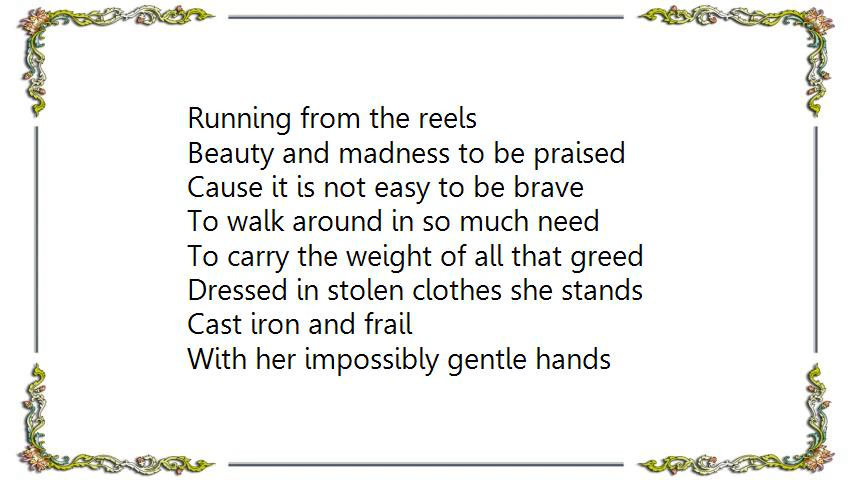 Running from the reels
Beauty and madness to be praised
Cause it is not easy to be brave
To walk around in so much need
To carry the weight of all that greed
Dressed in stolen clothes she stands
Cast iron and frail
With her impossibly gentle hands